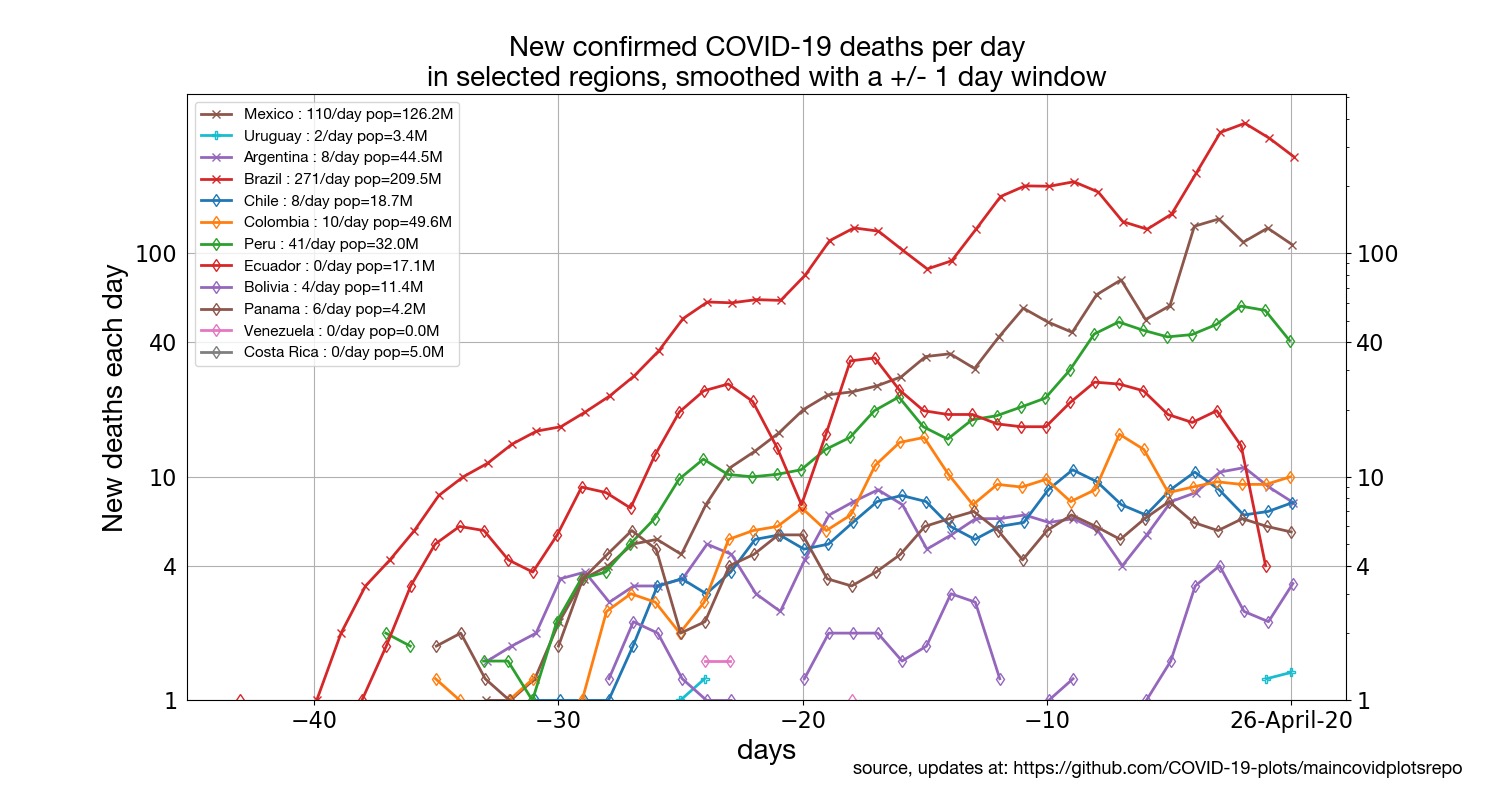 New confirmed COVID-19 deaths per day
in selected regions, smoothed with a +/- 1 day window
Mexico : 110/day pop=126.2M
Uruguay : 2/day pop=3.4M
Argentina : 8/day pop=44.5M
Brazil : 271/day pop=209.5M
Chile : 8/day pop=18.7M
Colombia : 10/day pop=49.6M
Peru : 41/day pop=32.0M
Ecuador : 0/day pop=17.1M
Bolivia : 4/day pop=11.4M
Panama : 6/day pop=4.2M
Venezuela : 0/day pop=0.0M
Costa Rica : 0/day pop=5.0M
New deaths each day
100
40
10
4
1
100
40
10
4
1
−40
−30
−20
−10
26-April-20
days
source, updates at: https://github.com/COVID-19-plots/maincovidplotsrepo